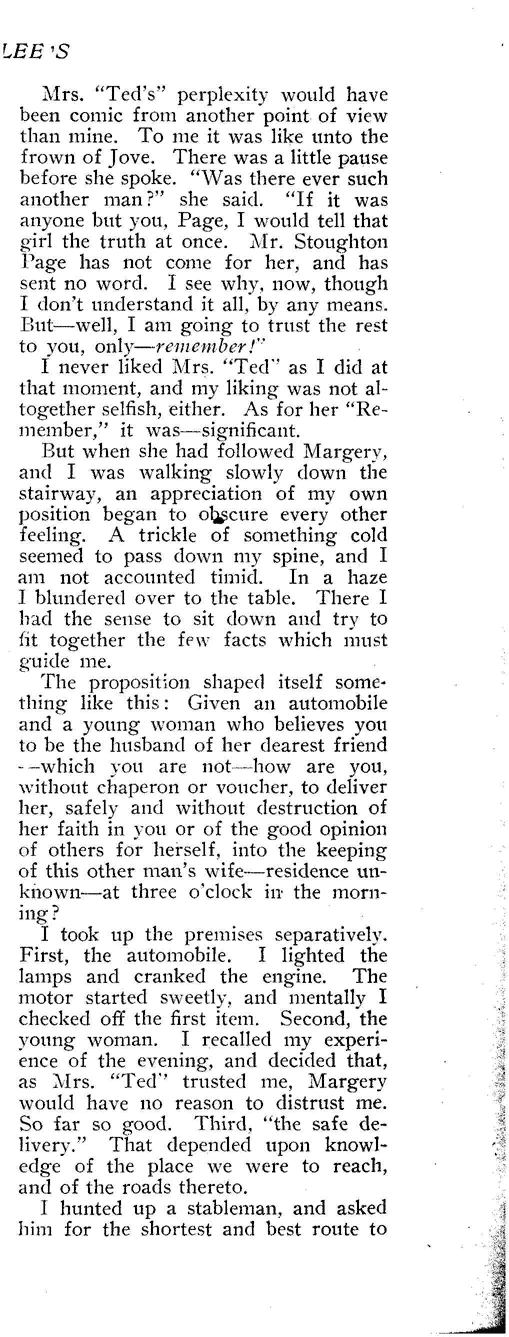 LEE'S
Mrs. “Ted's” perplexity would have
been comic from another point of view
than mine. To me it was like unto the
frown of Jove. There was a little pause
before she spoke. “Was there ever such
another man?” she said. “If it was
anyone but you, Page, I would tell that
girl the truth at once. Mr. Stoughton
Page has not come for her, and has
sent no word. I see why, now, though
I don't understand it all, by any means.
But—well, I am going to trust the rest
to you, only—remember!”
I never liked Mrs. “Ted” as I did at
that moment, and my liking was not al-
together selfish, either. As for her “Re-
member,” it was—significant.
But when she had followed Margery,
and I was walking slowly down the
stairway, an appreciation of my own
position began to obscure every other
feeling. A trickle of something cold
seemed to pass down my spine, and I
am not accounted timid. In a haze
I blundered over to the table. There I
had the sense to sit down and try to
fit together the few facts which must
guide me.
The proposition shaped itself some-
thing like this: Given an automobile
and a young woman who believes you
to be the husband of her dearest friend
—which you are not—how are you,
without chaperon or voucher, to deliver
her, safely and without destruction of
her faith in you or of the good opinion
of others for herself, into the keeping
of this other man's wife—residence un-
known—at three o'clock in the morn-
ing?
I took up the premises separatively.
First, the automobile. I lighted the
lamps and cranked the engine. The
motor started sweetly, and mentally I
checked off the first item. Second, the
young woman. I recalled my experi-
ence of the evening, and decided that,
as Mrs. “Ted” trusted me, Margery
would have no reason to distrust me.
So far so good. Third, “the safe de-
livery.” That depended upon knowl-
edge of the place we were to reach,
and of the roads thereto.
I hunted up a stableman, and asked
him for the shortest and best route to